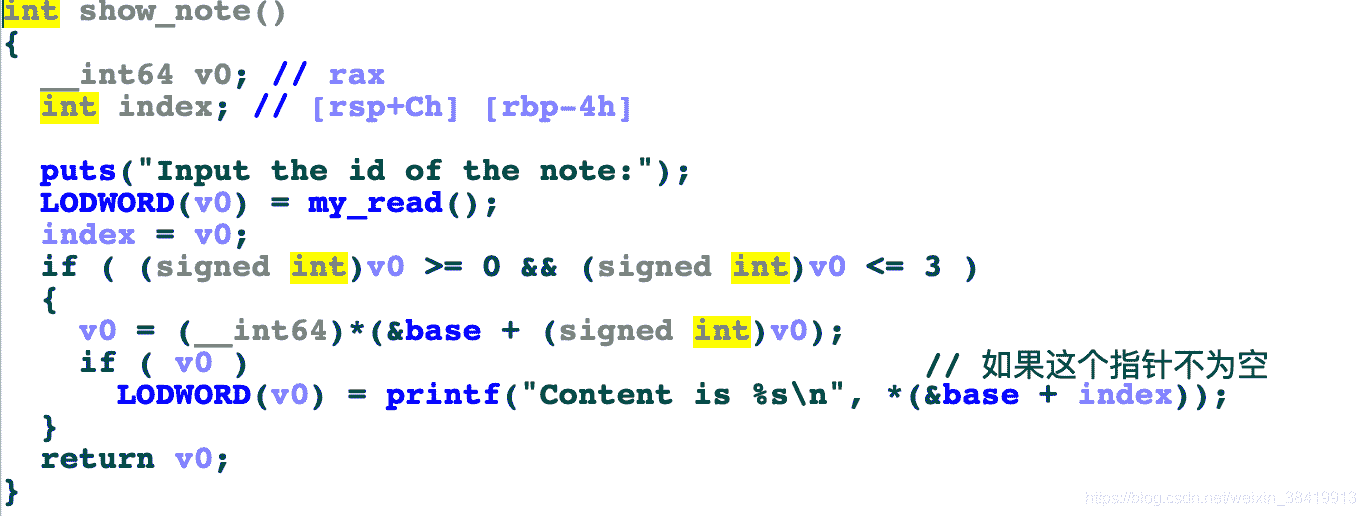 int show_note()
{
  __int64 v0; // rax
  int index; // [rsp+Ch] [rbp-4h]

  puts("Input the id of the note:");
  LODWORD(v0) = my_read();
  index = v0;
  if ( (signed int)v0 >= 0 && (signed int)v0 <= 3 )
  {
    v0 = (__int64)*(&base + (signed int)v0);
    if ( v0 )                                   // 如果这个指针不为空
      LODWORD(v0) = printf("Content is %s\n", *(&base + index));
  }
  return v0;
}
https://blog.csdn.net/weixin_38419913